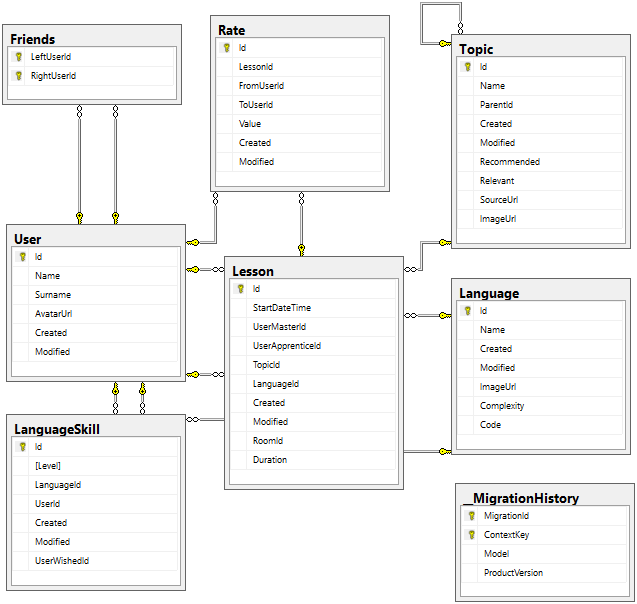 Friends
LeftUserId
RightUserId
Rate
Id
LessonId
FromUserId
ToUserId
Value
Created
Modified
Topic
Id
Name
ParentId
Created
Modified
Recommended
Relevant
SourceUrl
ImageUrl
User
Id
Name
Surname
AvatarUrl
Created
Modified
Lesson
Id
StartDateTime
UserMasterId
UserApprenticeId
TopicId
LanguageId
Created
Modified
RoomId
Duration
Language
Id
Name
Created
Modified
ImageUrl
Complexity
Code
LanguageSkill
Id
[Level]
LanguageId
UserId
Created
Modified
UserWishedId
__MigrationHistory
MigrationId
ContextKey
Model
ProductVersion